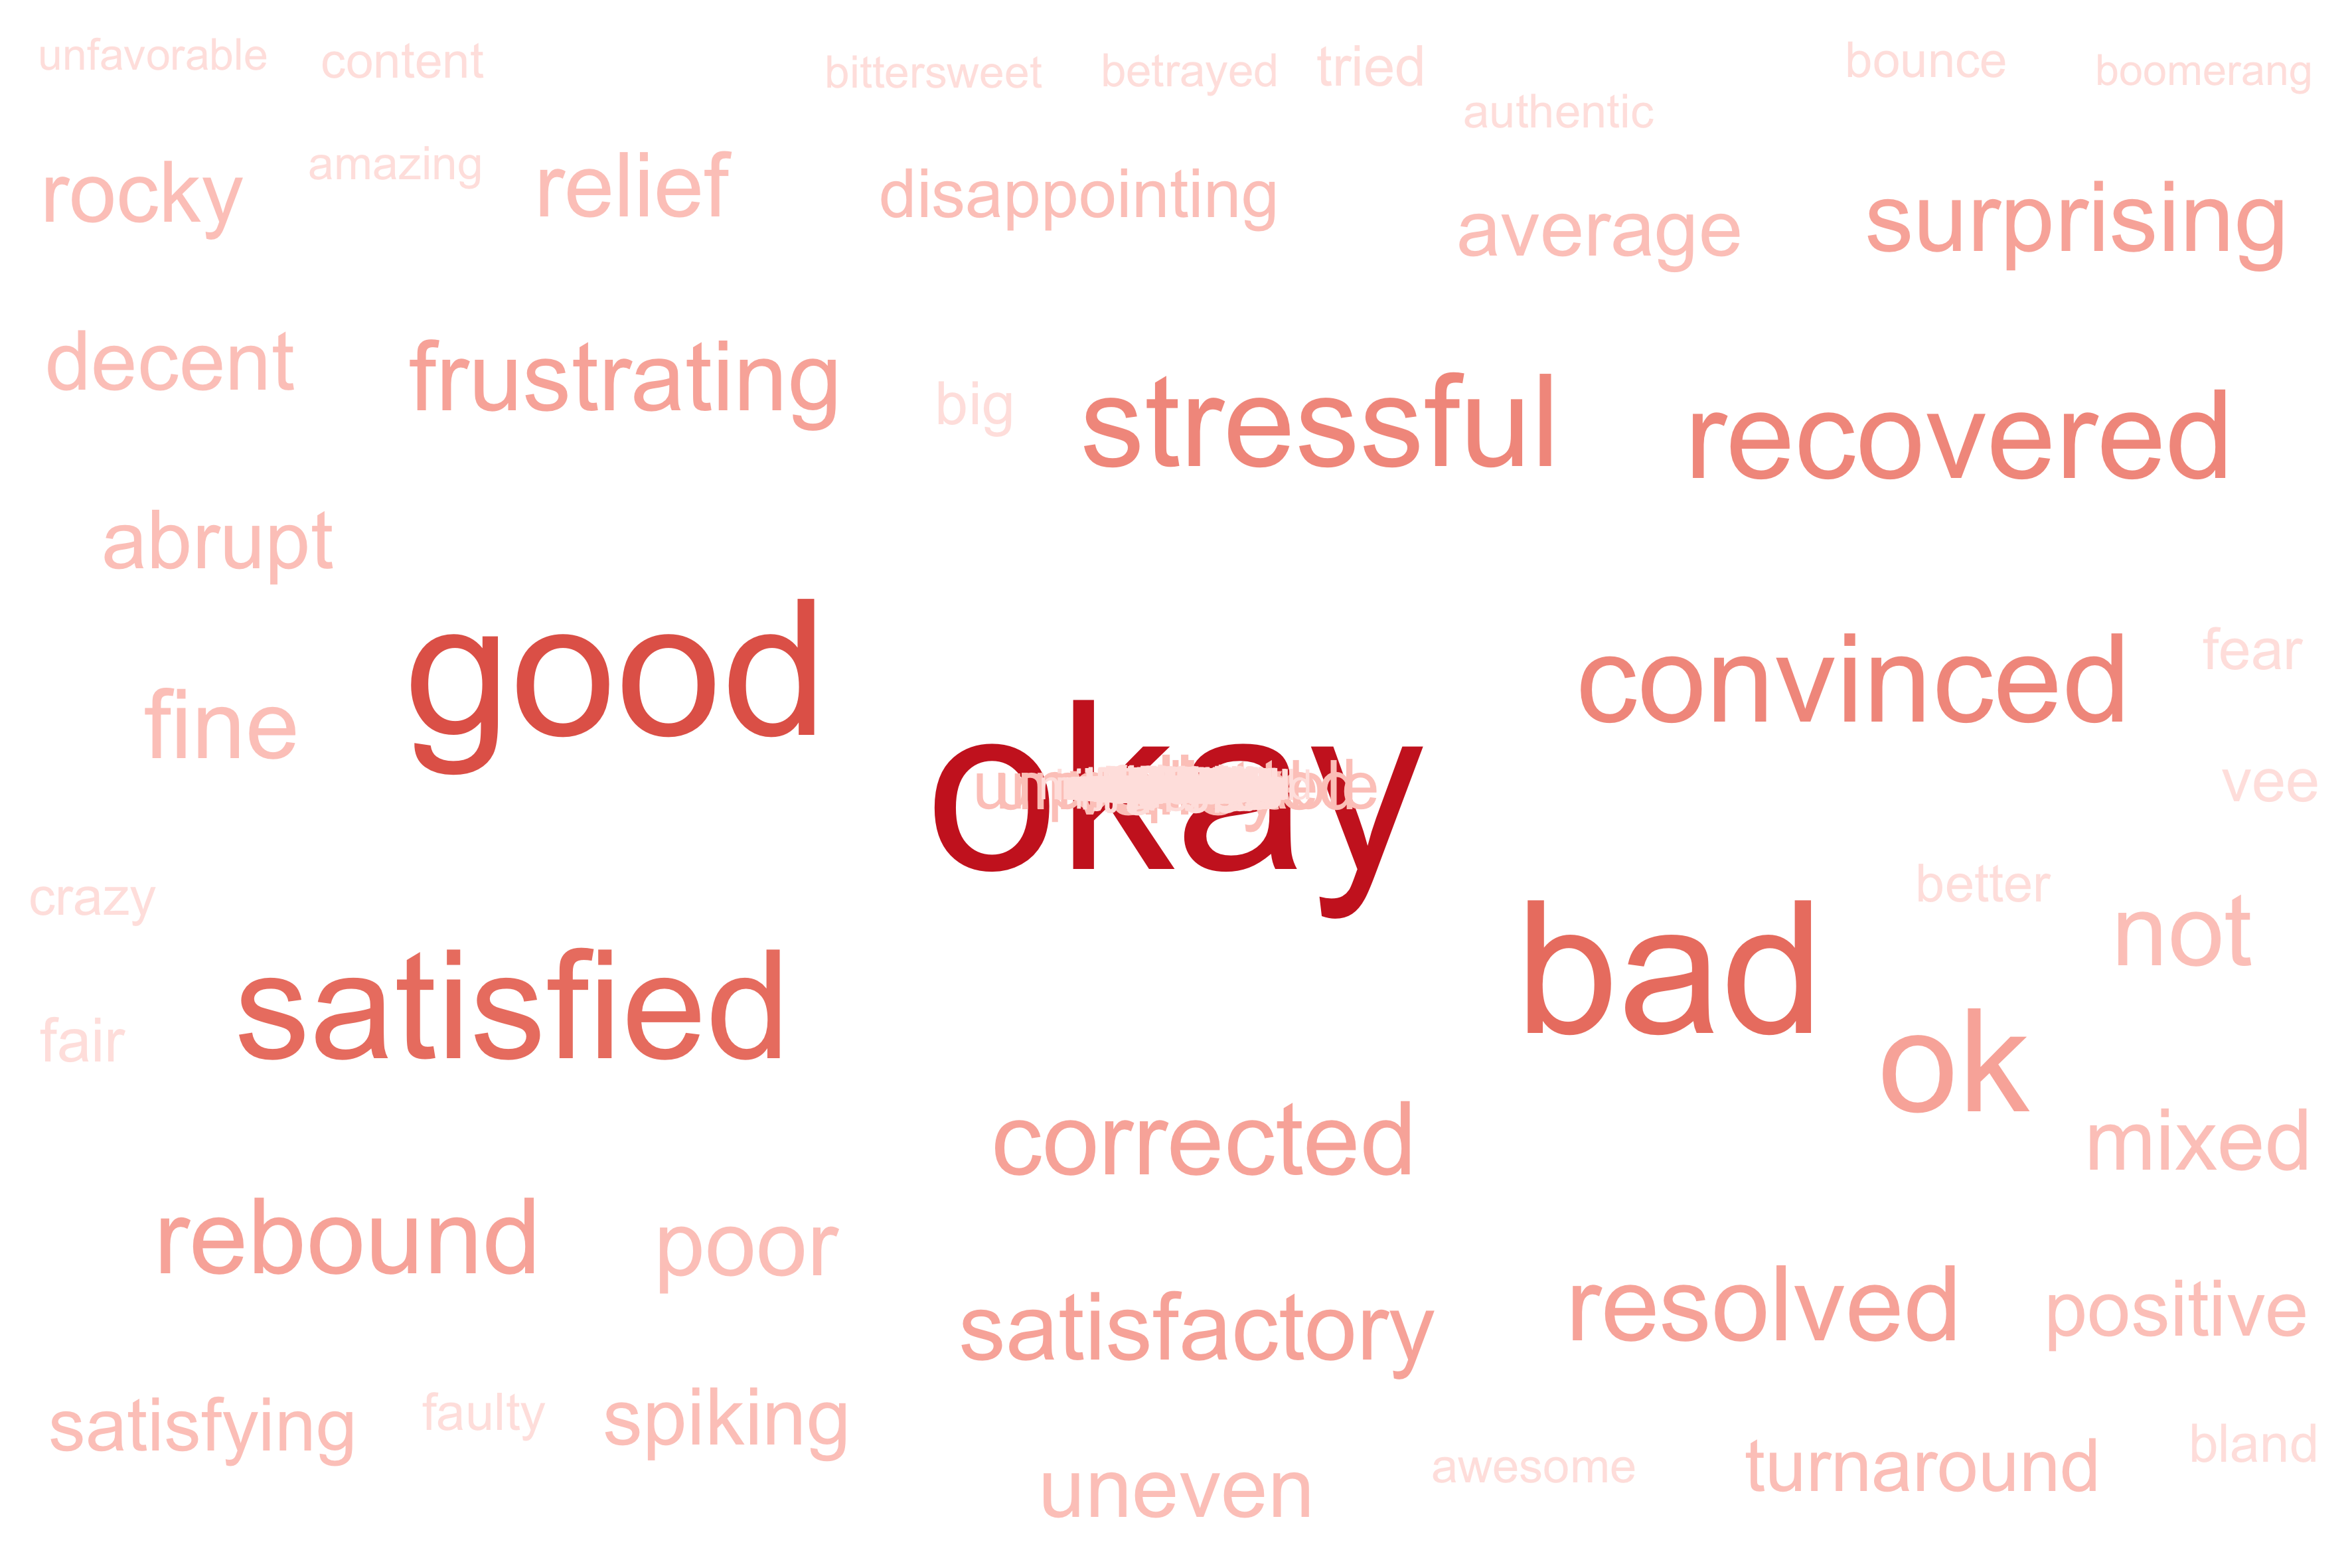 unfavorable content bittersweet betrayed tried bounce boomerang
authentic
rocky amazing relief disappointing average surprising
decent frustrating big stressful recovered
abrupt
good convinced fear
fine okay vee
crazy better not
satisfied bad
fair ok
corrected mixed
rebound poor
satisfactory resolved positive
satisfying faulty spiking
uneven awesome turnaround bland